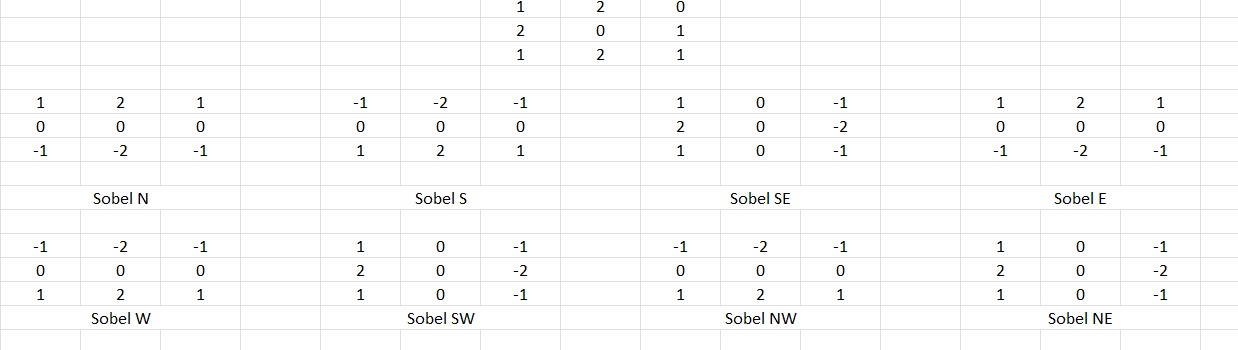 1 2 0
2 0 1
1 2 1
1 2 1 -1 -2 -1 1 0 -1 1 2 1
0 0 0 0 0 0 2 0 -2 0 0 0
-1 -2 -1 1 2 1 1 0 -1 -1 -2 -1
Sobel N Sobel S Sobel SE Sobel E
-1 -2 -1 1 0 -1 -1 -2 -1 1 0 -1
0 0 0 2 0 -2 0 0 0 2 0 -2
1 2 1 1 0 -1 1 2 1 1 0 -1
Sobel W Sobel SW Sobel NW Sobel NE